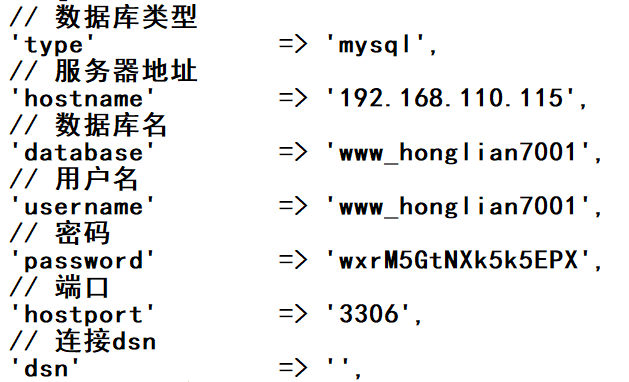 // 数据库类型
'type' => 'mysql',
// 服务器地址
'hostname' => '192.168.110.115',
// 数据库名
'database' => 'www_honglian7001',
// 用户名
'username' => 'www_honglian7001',
// 密码
'password' => 'wxrM5GtNXk5k5EPX',
// 端口
'hostport' => '3306',
// 连接dsn
'dsn' => '',